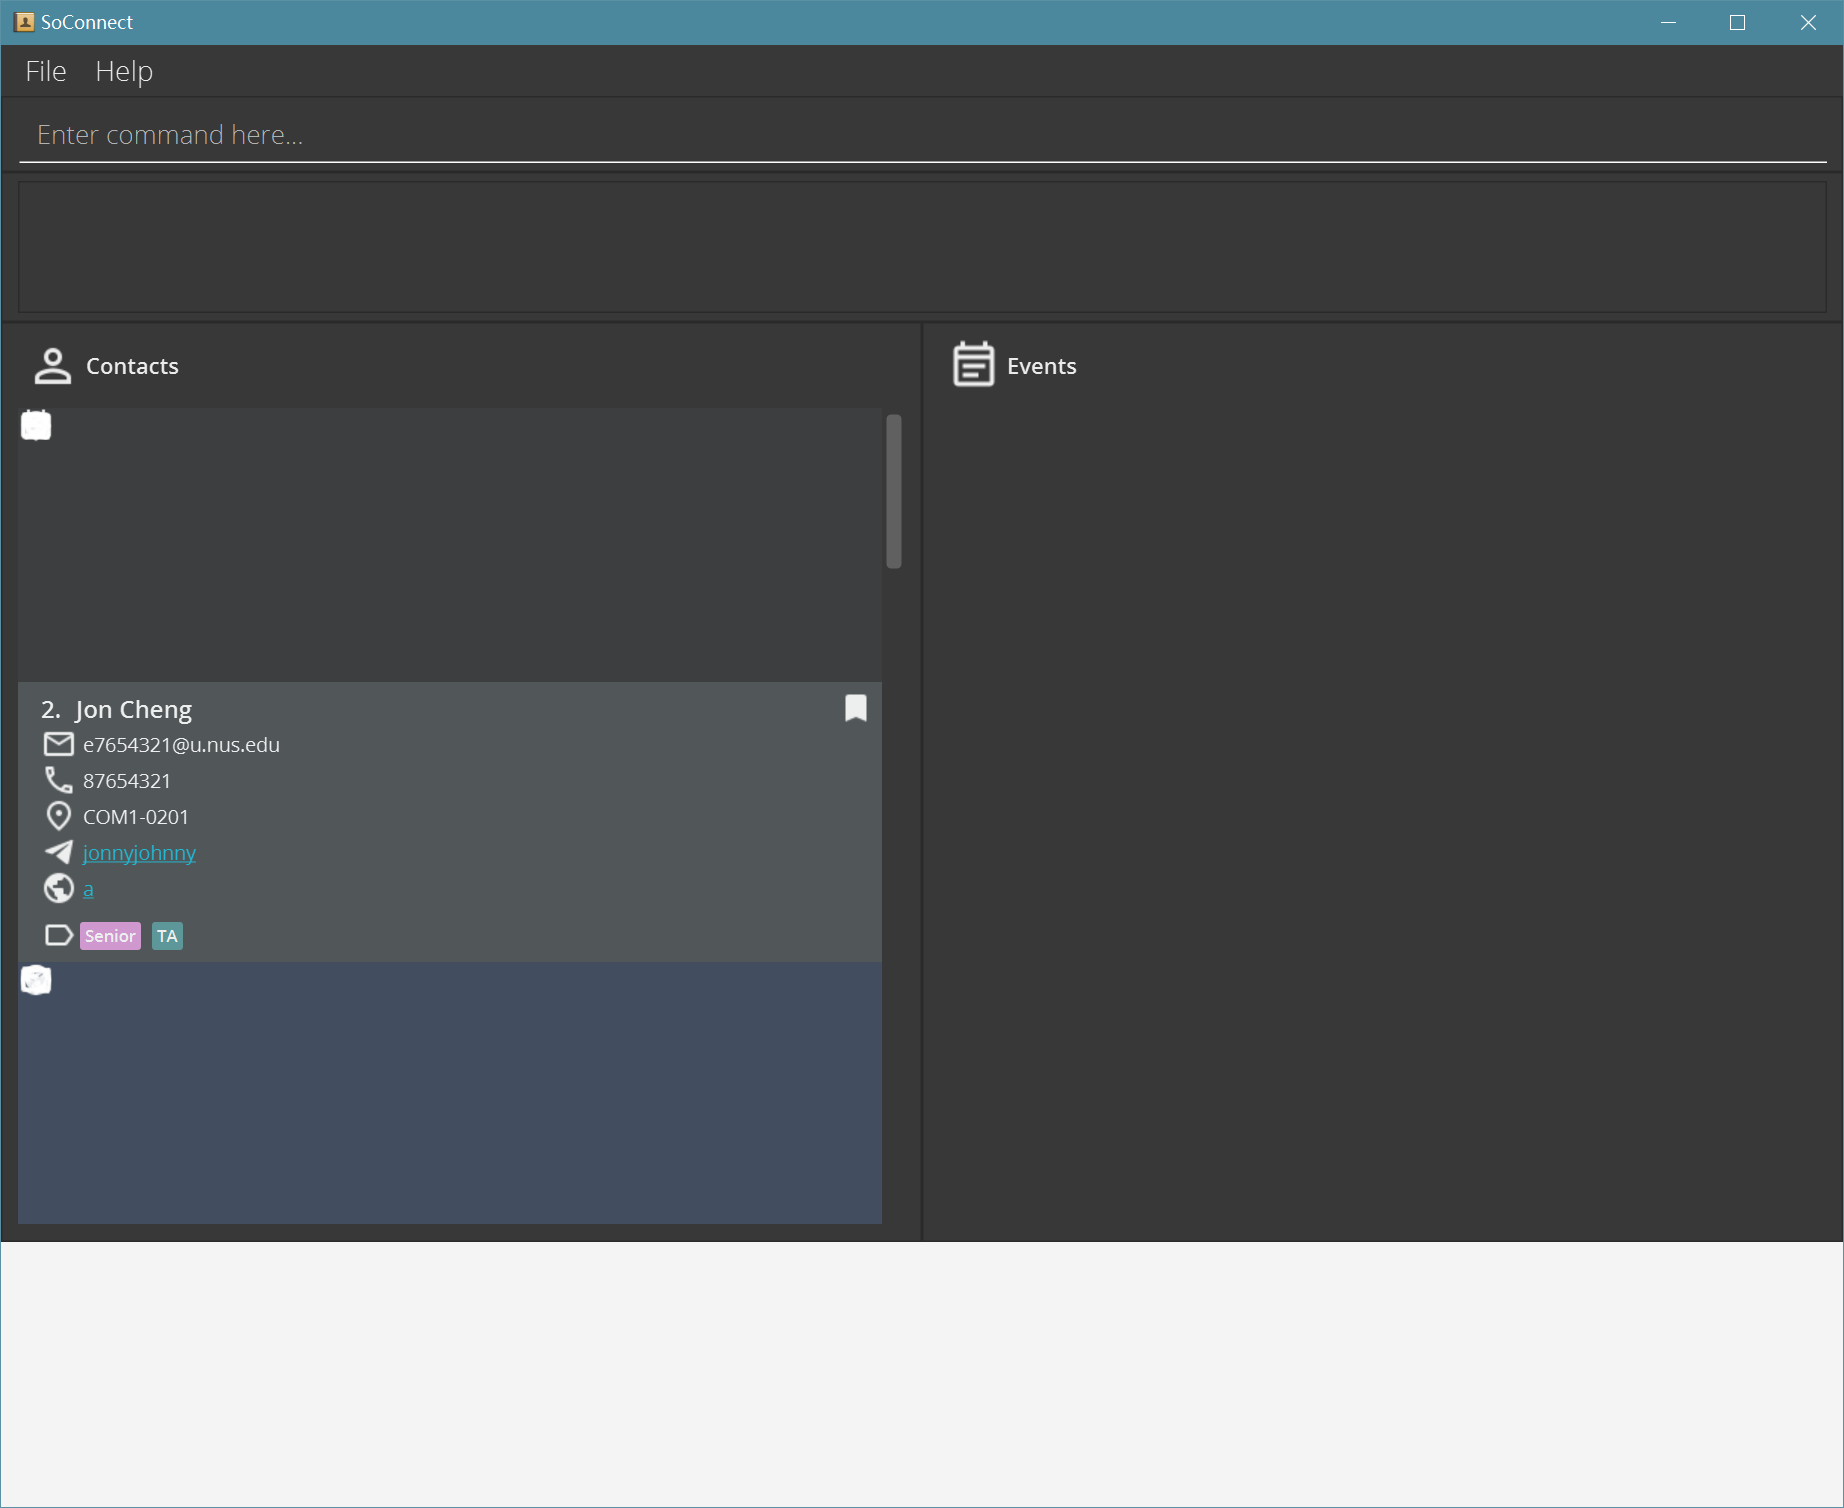 SoConnect
File Help
Enter command here...
Contacts
Events
2. Jon Cheng
e7654321@u.nus.edu
87654321
COM1-0201
jonnyjohnny
a
Senior TA